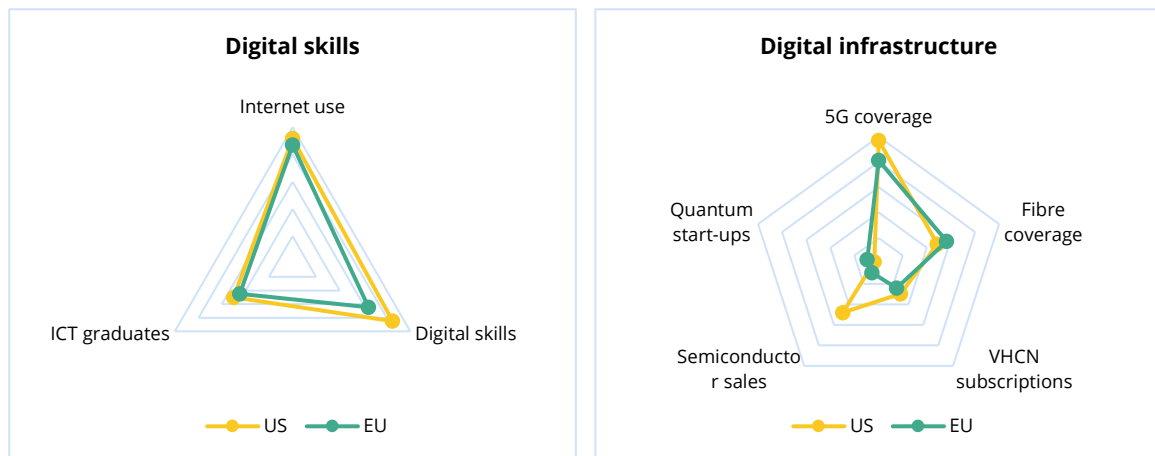 Digital skills
Internet use
ICT graduates
Digital skills
US
EU
Digital infrastructure
5G coverage
Quantum
start-ups
Fibre
coverage
Semiconducto
r sales
VHCN
subscriptions
US
EU